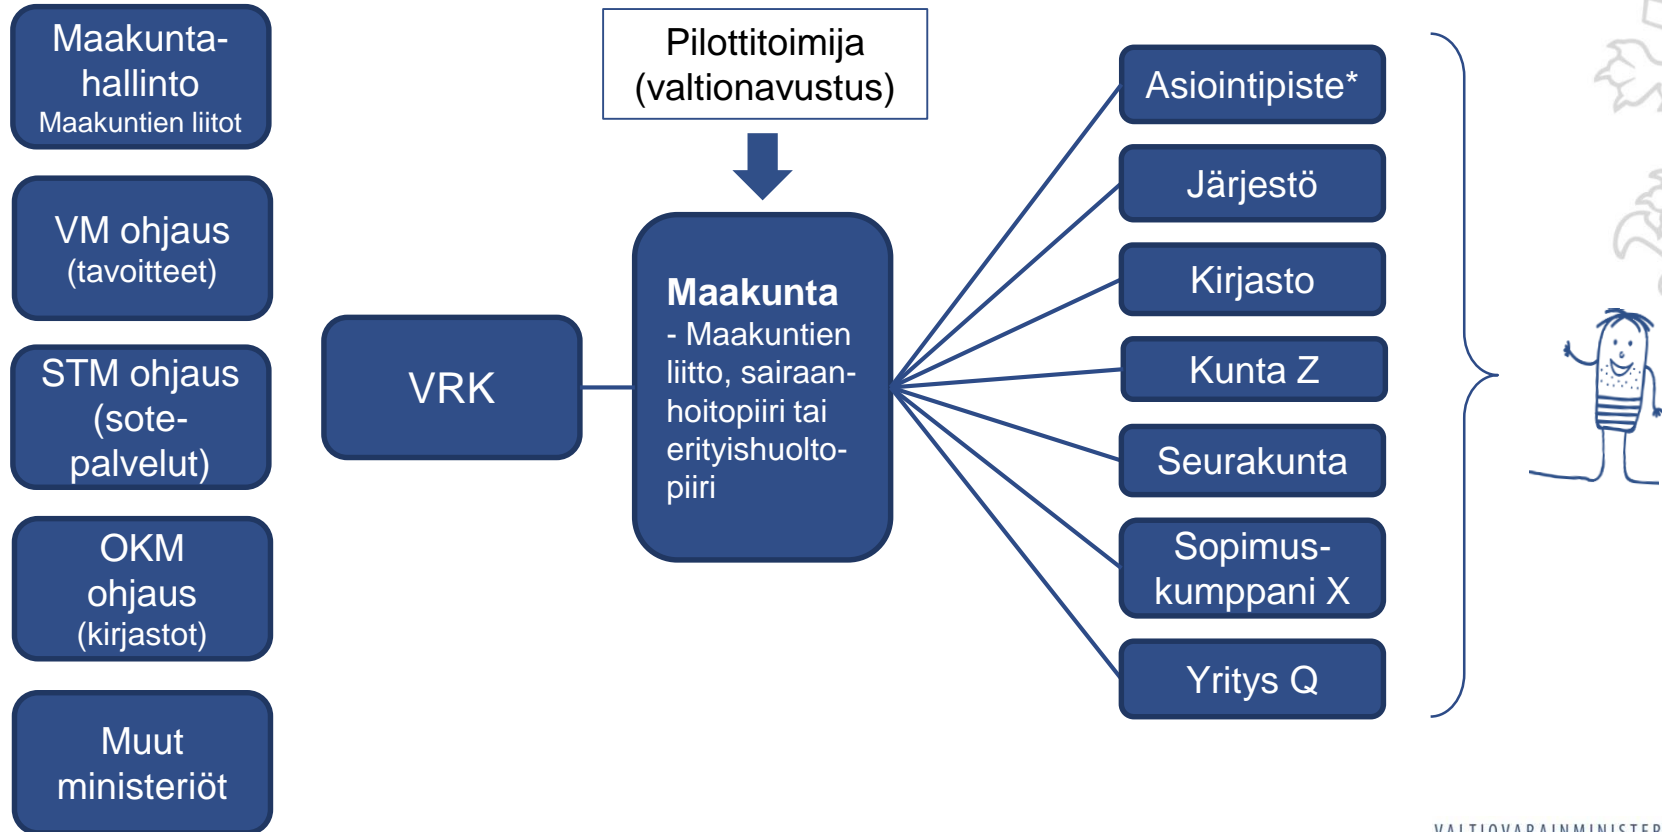 Maakunta-
hallinto
Maakuntien liitot
VM ohjaus
(tavoitteet)
STM ohjaus
(sote-
palvelut)
OKM
ohjaus
(kirjastot)
Muut
ministeriöt
VRK
Pilottitoimija
(valtionavustus)
Maakunta
- Maakuntien
liitto, sairaan-
hoitopiiri tai
erityishuolto-
piiri
Asiointipiste*
Järjestö
Kirjasto
Kunta Z
Seurakunta
Sopimus-
kumppani X
Yritys Q